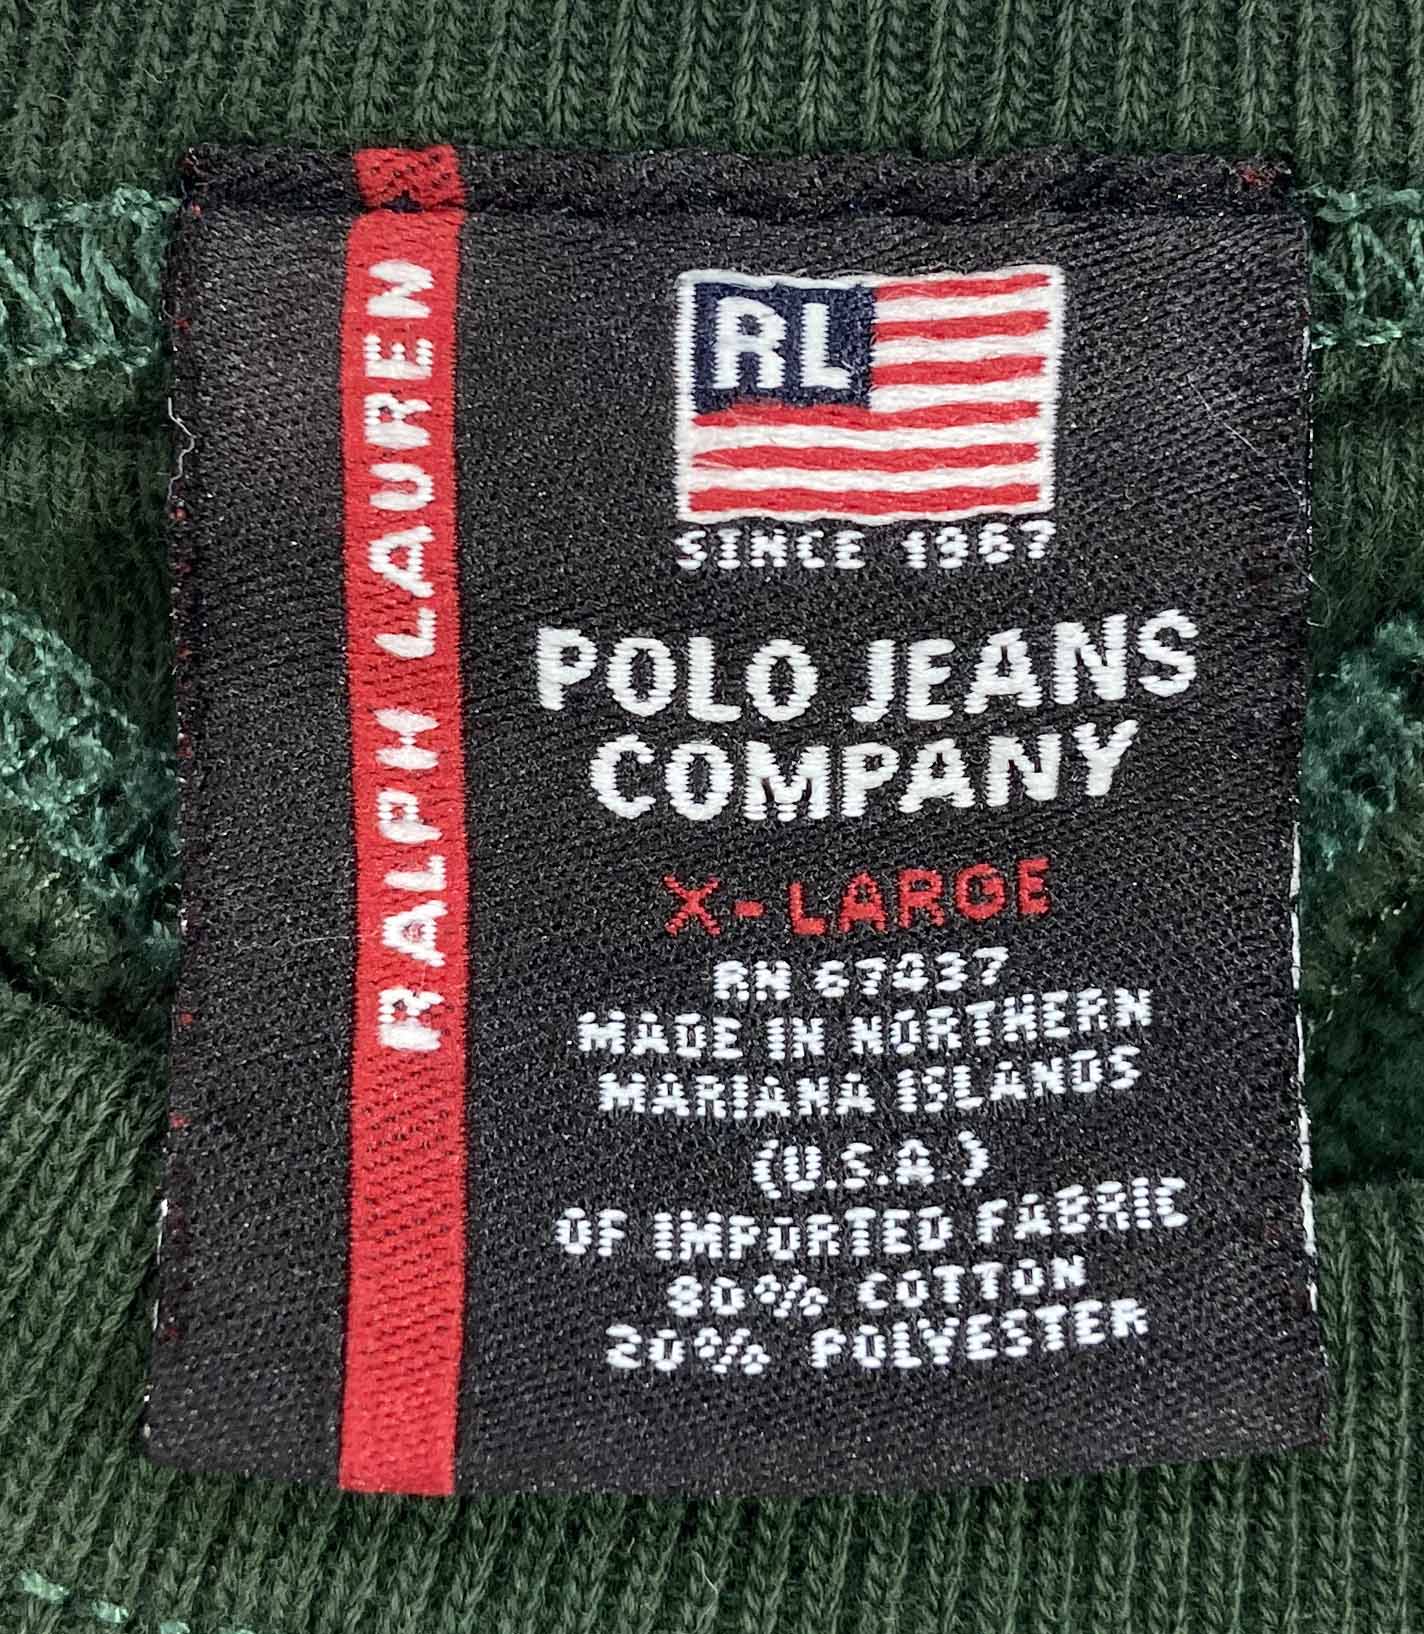 RALPH LAUREN
RL
SINCE 1967
POLO JEANS
COMPANY
X-LARGE
RN 67437
MADE IN NORTHERN
MARIANA ISLANDS
(U.S.A.)
OF IMPORTED FABRIC
80% COTTON
20% POLYESTER